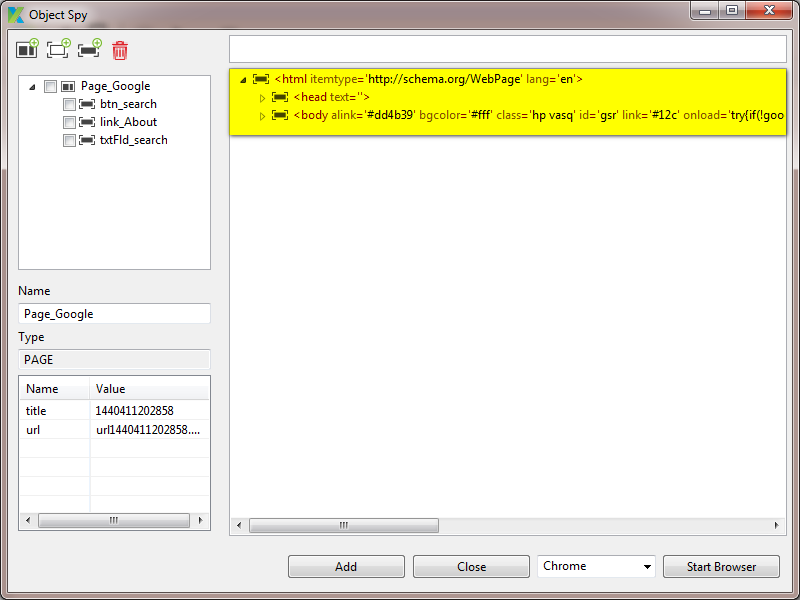 Object Spy
Page_Google
btn_search
link_About
txtFld_search
<html itemtype='http://schema.org/WebPage' lang='en'>
<head text=''>
<body alink='#dd4b39' bgcolor='#fff' class='hp vasq' id='gsr' link='#12c' onload='try{if(!goo
Name
Page_Google
Type
PAGE
Name Value
title 1440411202858
url url1440411202858....
Add Close Chrome Start Browser